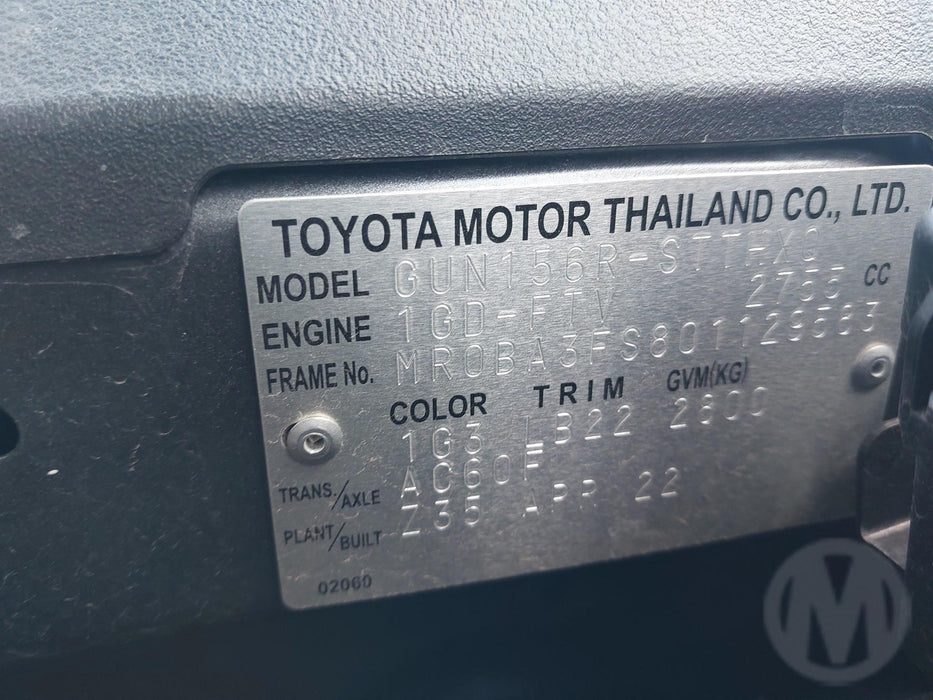 TOYOTA MOTOR THAILAND CO., LTD.
MODEL GUN156R-STTHXQ
ENGINE 1GD-FTV 2755 CC
FRAME No. MR0BA3FS801129583
COLOR TRIM GVM(KG)
1G3 LB22 2600
TRANS./AXLE AC60F
PLANT/BUILT Z35 APR 22
02060
M